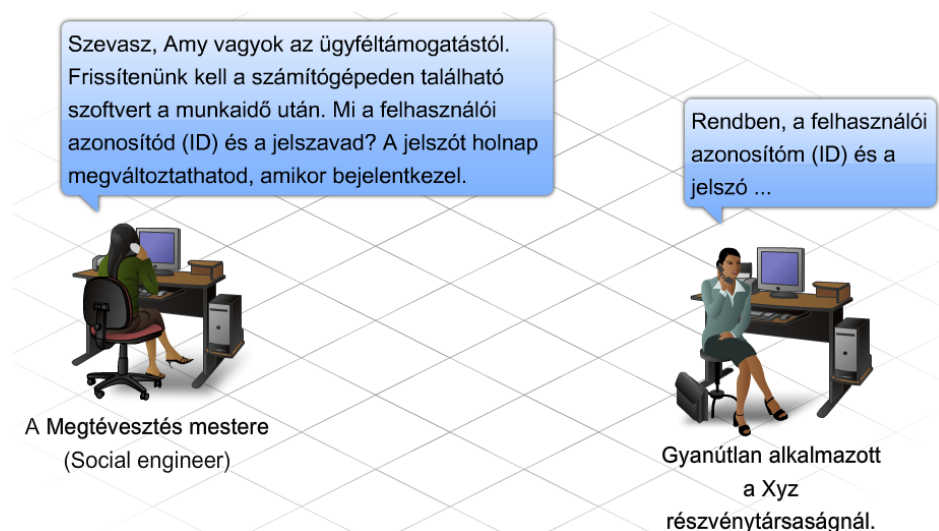 Szevasz, Amy vagyok az ügyféltámogatástól.
Frissítenünk kell a számítógépeden található
szoftvert a munkaidő után. Mi a felhasználói
azonosítód (ID) és a jelszavad? A jelszót holnap
megváltoztathatod, amikor bejelentkezel.
Rendben, a felhasználói
azonosítóm (ID) és a
jelszó ...
A Megtévesztés mestere
(Social engineer)
Gyanútlan alkalmazott
a Xyz
részvénytársaságnál.